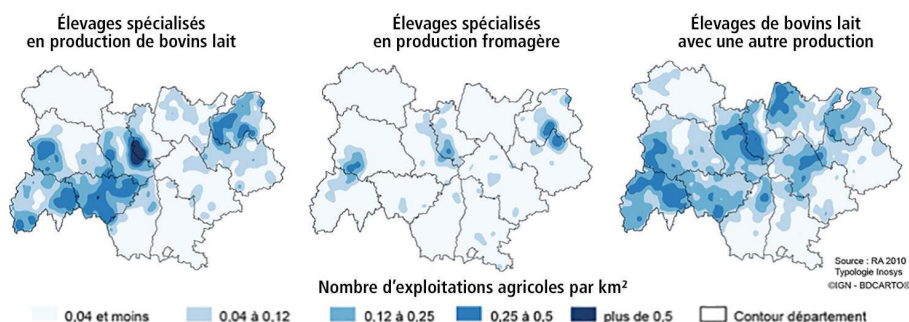 Élevages spécialisés
en production de bovins lait
Élevages spécialisés
en production fromagère
Élevages de bovins lait
avec une autre production
Source : RA 2010
Typologie Inosys
©IGN - BDCARTO®
Nombre d'exploitations agricoles par km²
0,04 et moins
0,04 à 0,12
0,12 à 0,25
0,25 à 0,5
plus de 0,5
Contour département